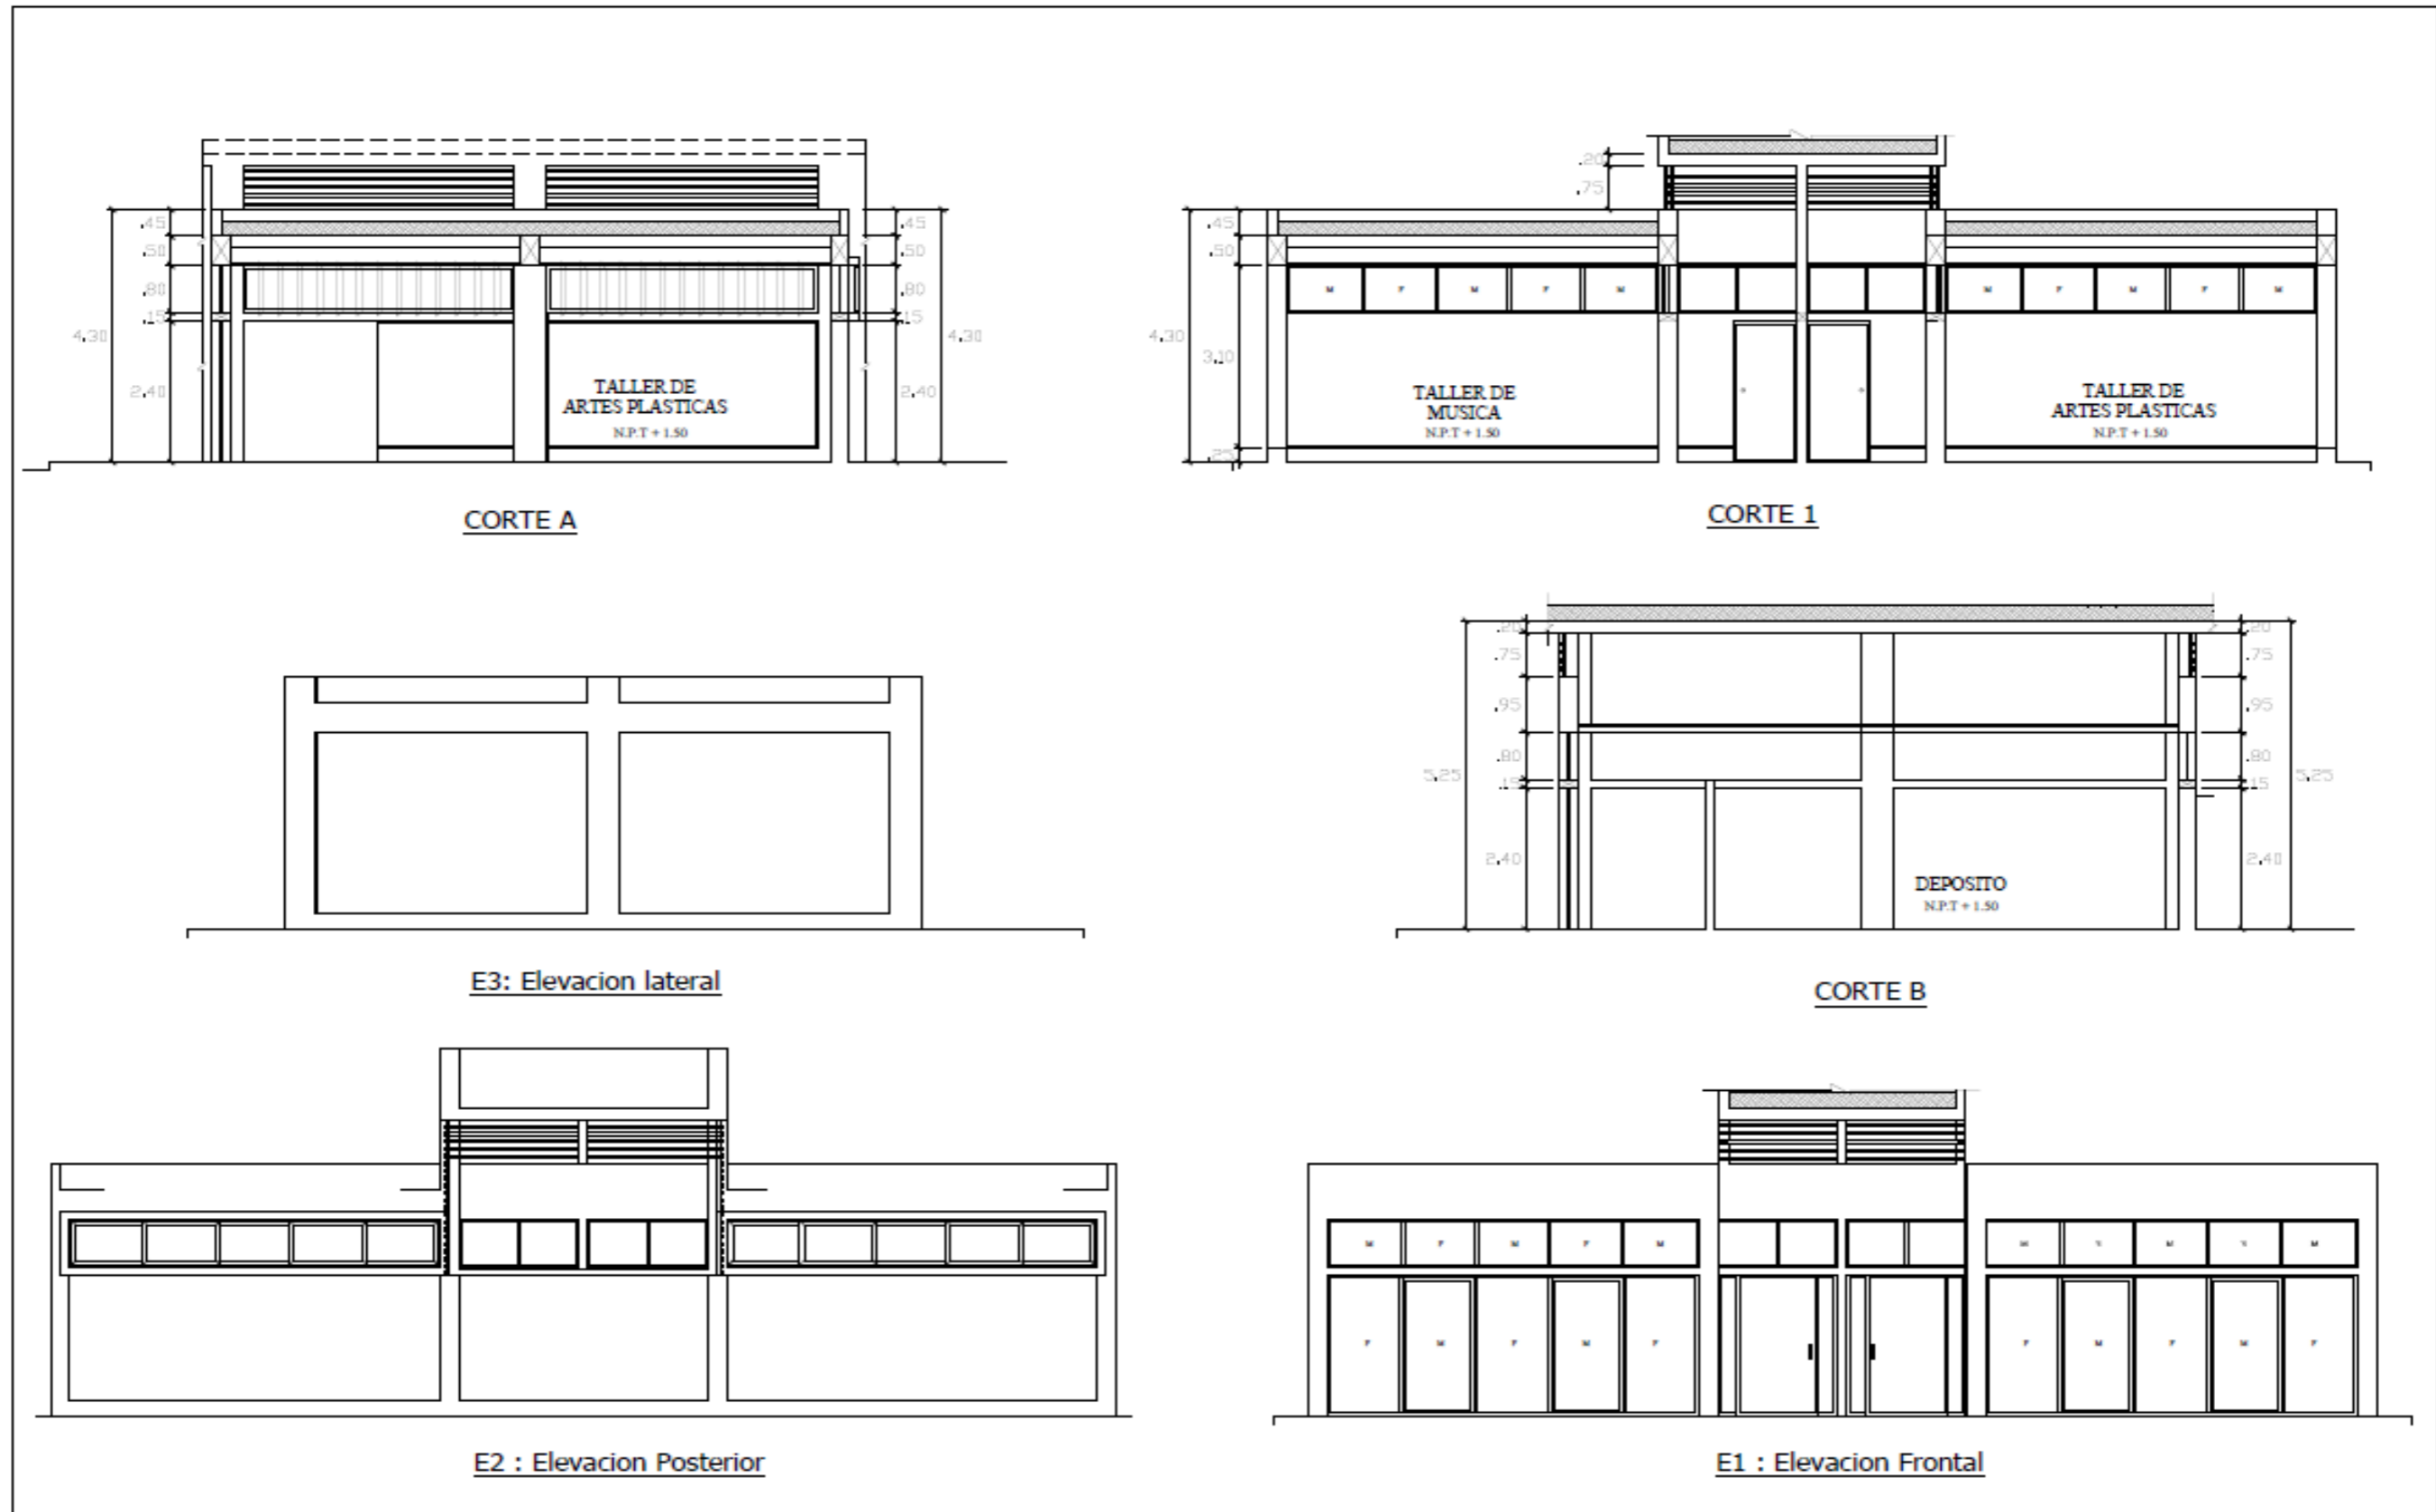 .45
.50
.80
.15
4.30
2.40
TALLER DE
ARTES PLASTICAS
N.P.T + 1.50
.45
.50
.80
.15
4.30
2.40
CORTE A
.20
.75
.45
.50
4.30
3.10
.25
M F M F M
M F M F M
TALLER DE
MUSICA
N.P.T + 1.50
TALLER DE
ARTES PLASTICAS
N.P.T + 1.50
CORTE 1
E3: Elevacion lateral
.20
.75
.95
.80
.15
5.25
2.40
DEPOSITO
N.P.T + 1.50
.20
.75
.95
.80
.15
5.25
2.40
CORTE B
E2 : Elevacion Posterior
M F M F M
F M F M F
F M F M F
E1 : Elevacion Frontal